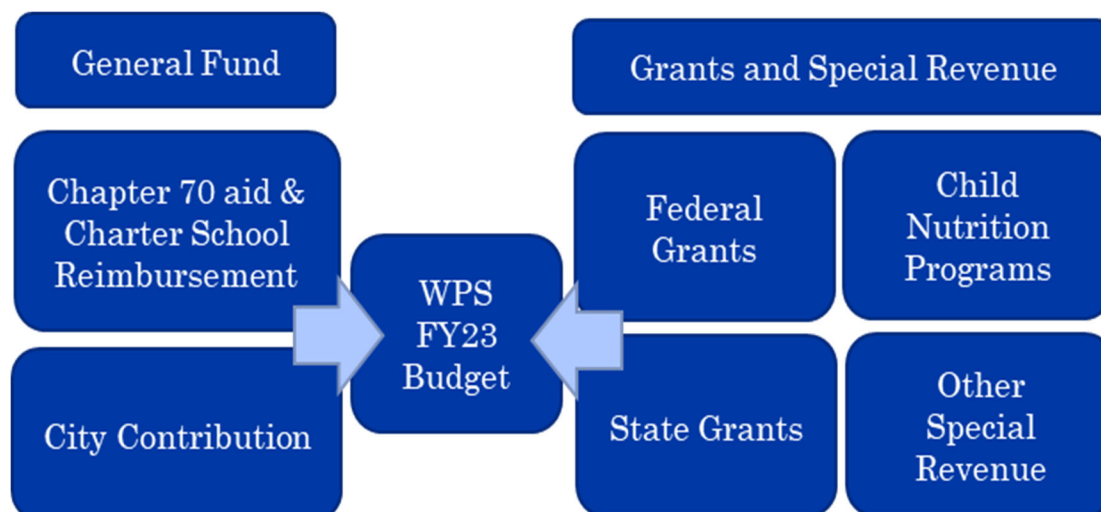 General Fund
Chapter 70 aid &
Charter School
Reimbursement
City Contribution
WPS
FY23
Budget
Grants and Special Revenue
Federal
Grants
Child
Nutrition
Programs
State Grants
Other
Special
Revenue